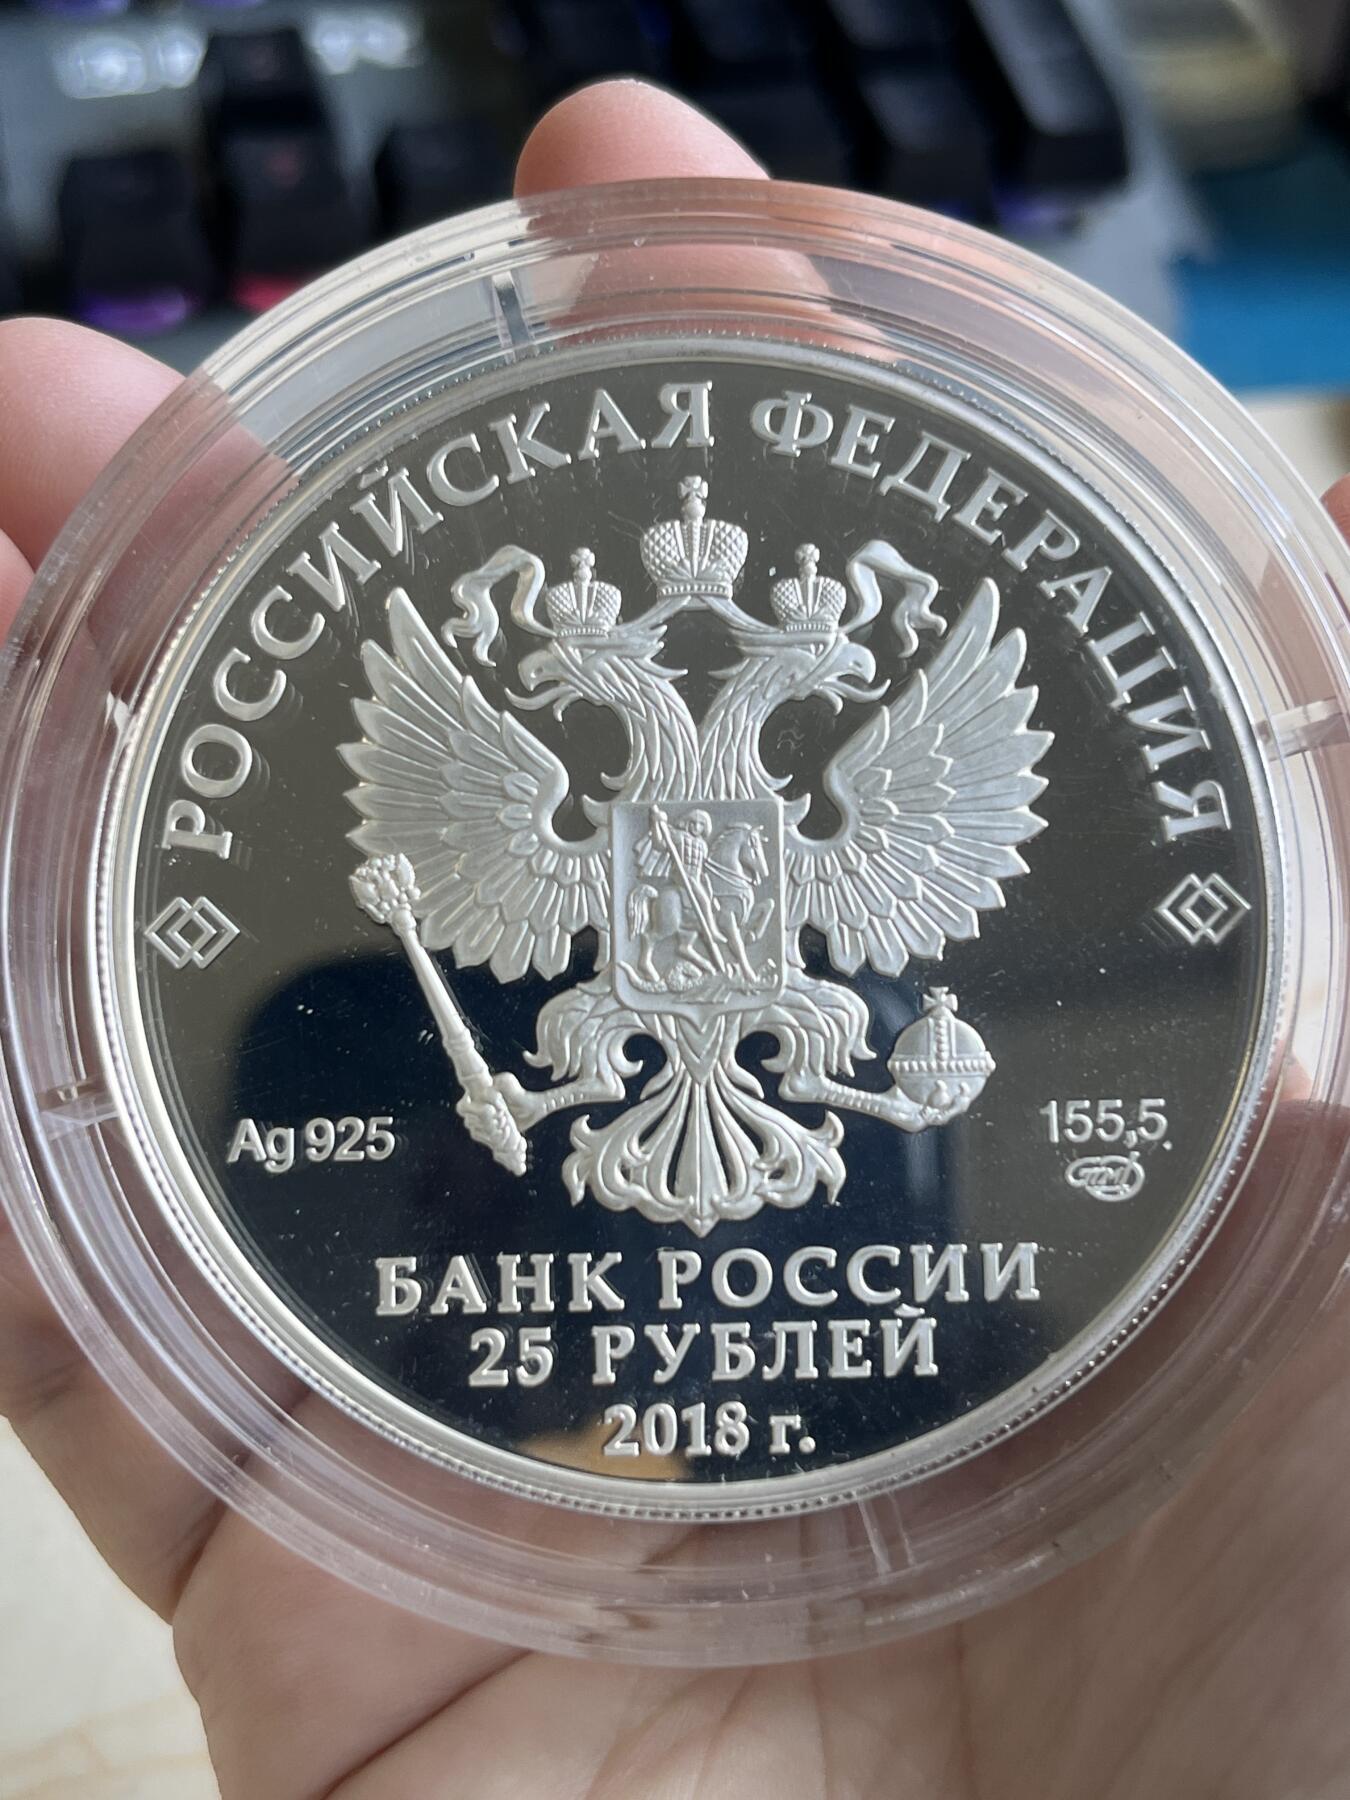 РОССИЙСКАЯ ФЕДЕРАЦИЯ
Ag 925
155,5
БАНК РОССИИ
25 РУБЛЕЙ
2018 г.